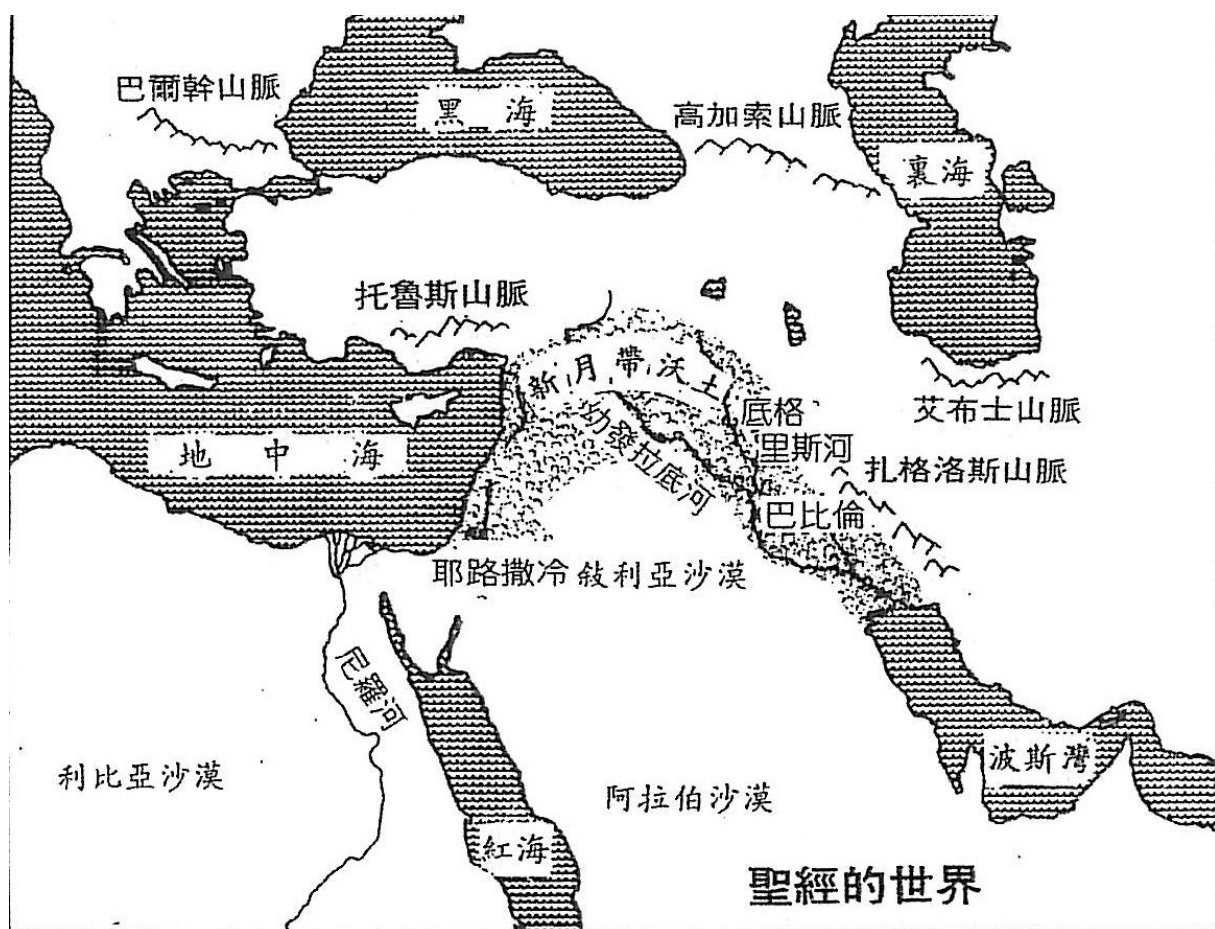 巴爾幹山脈
黑海
高加索山脈
裏海
托魯斯山脈
新月帶沃土
底格
里斯河
艾布士山脈
幼發拉底河
地中海
扎格洛斯山脈
巴比倫
耶路撒冷
敍利亞沙漠
尼羅河
波斯灣
利比亞沙漠
阿拉伯沙漠
紅海
聖經的世界